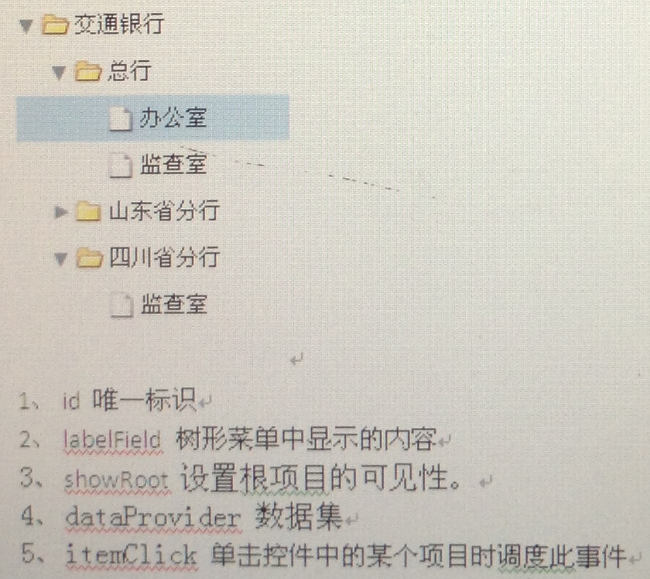 交通银行
总行
办公室
监查室
山东省分行
四川省分行
监查室
1、 id 唯一标识
2、 labelField 树形菜单中显示的内容
3、 showRoot 设置根项目的可见性。
4、 dataProvider 数据集
5、 itemClick 单击控件中的某个项目时调度此事件